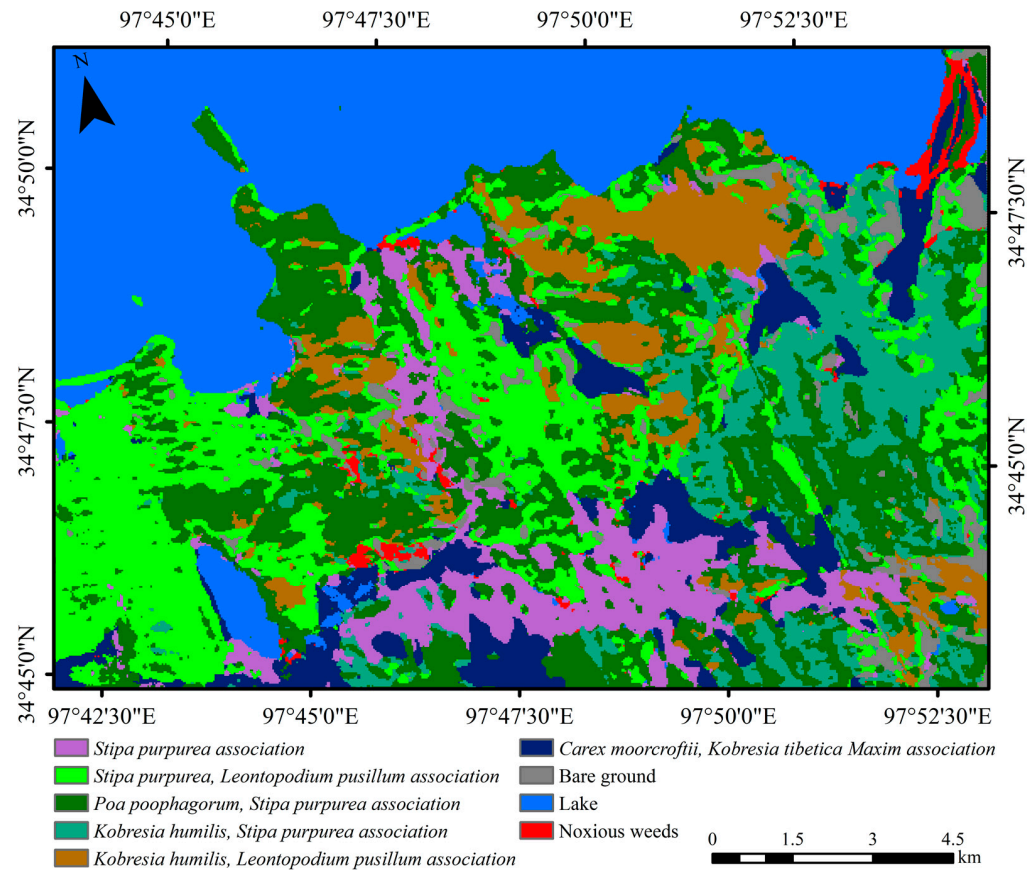 97°45'0"E 97°47'30"E 97°50'0"E 97°52'30"E
N
34°50'0"N
34°47'30"N
34°47'30"N
34°45'0"N
34°45'0"N
97°42'30"E 97°45'0"E 97°47'30"E 97°50'0"E 97°52'30"E
Stipa purpurea association
Stipa purpurea, Leontopodium pusillum association
Poa poophagorum, Stipa purpurea association
Kobresia humilis, Stipa purpurea association
Kobresia humilis, Leontopodium pusillum association
Carex moorcroftii, Kobresia tibetica Maxim association
Bare ground
Lake
Noxious weeds
0 1.5 3 4.5
km